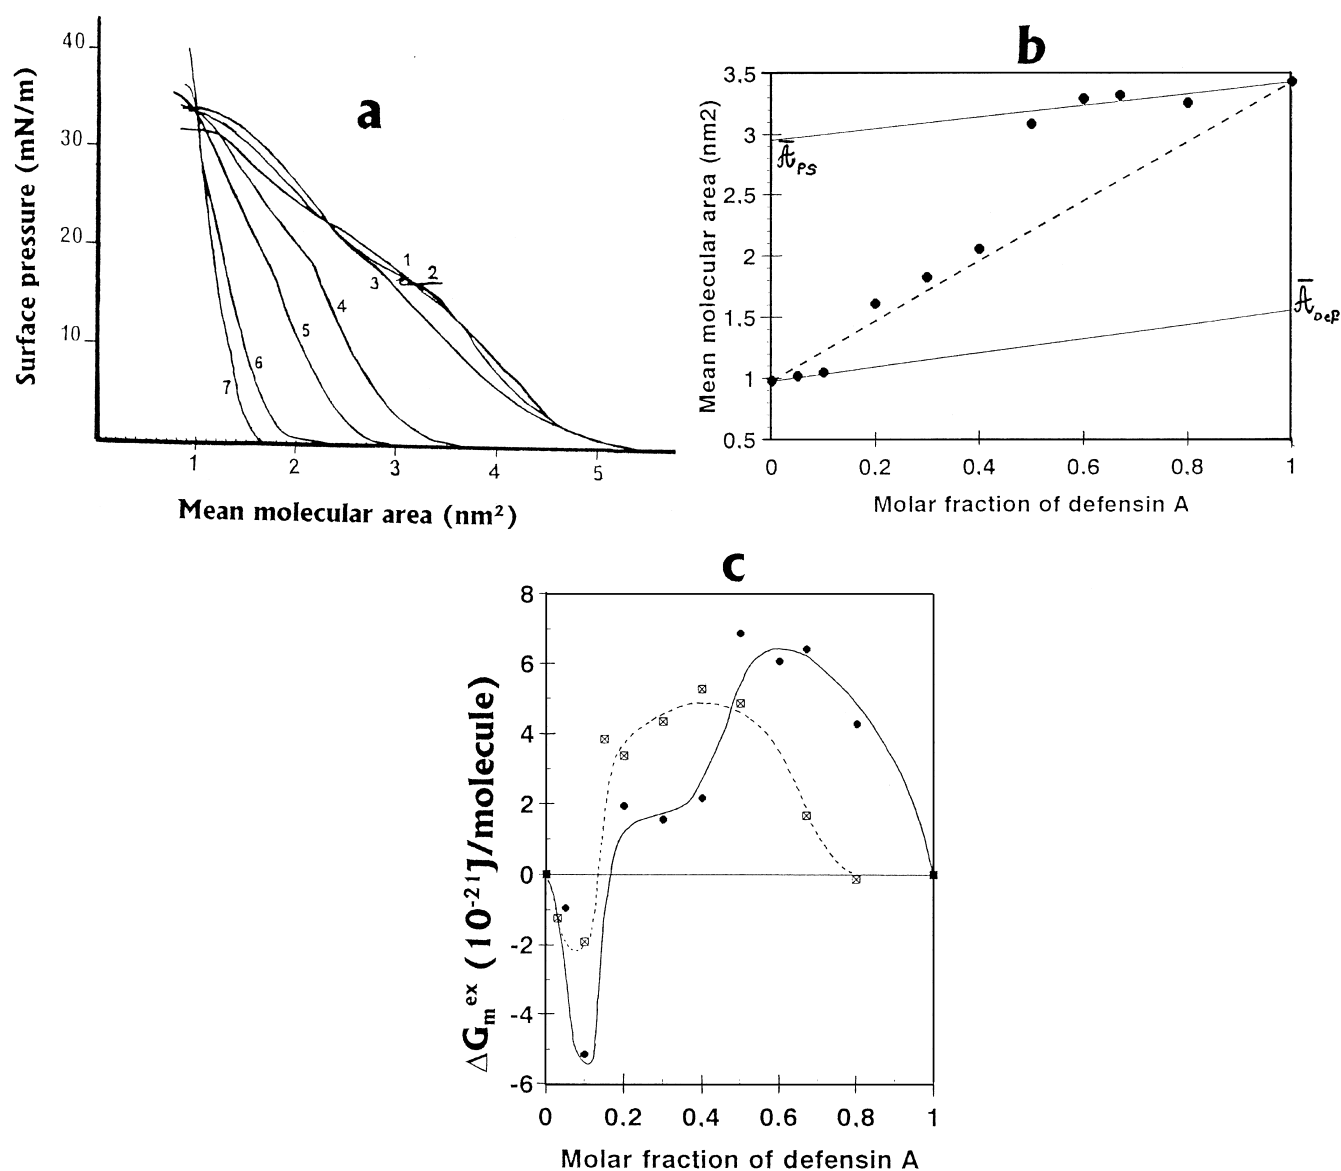 a
40
30
20
10
Surface pressure (mN/m)
1
2
3
4
5
6
7
1 2 3 4 5
Mean molecular area (nm²)
b
3.5
3
2.5
2
1.5
1
0.5
Mean molecular area (nm2)
A̅PS
A̅Def
0 0.2 0.4 0.6 0.8 1
Molar fraction of defensin A
c
8
6
4
2
0
-2
-4
-6
ΔGₘᵉˣ (10⁻²¹J/molecule)
0 0.2 0.4 0.6 0.8 1
Molar fraction of defensin A